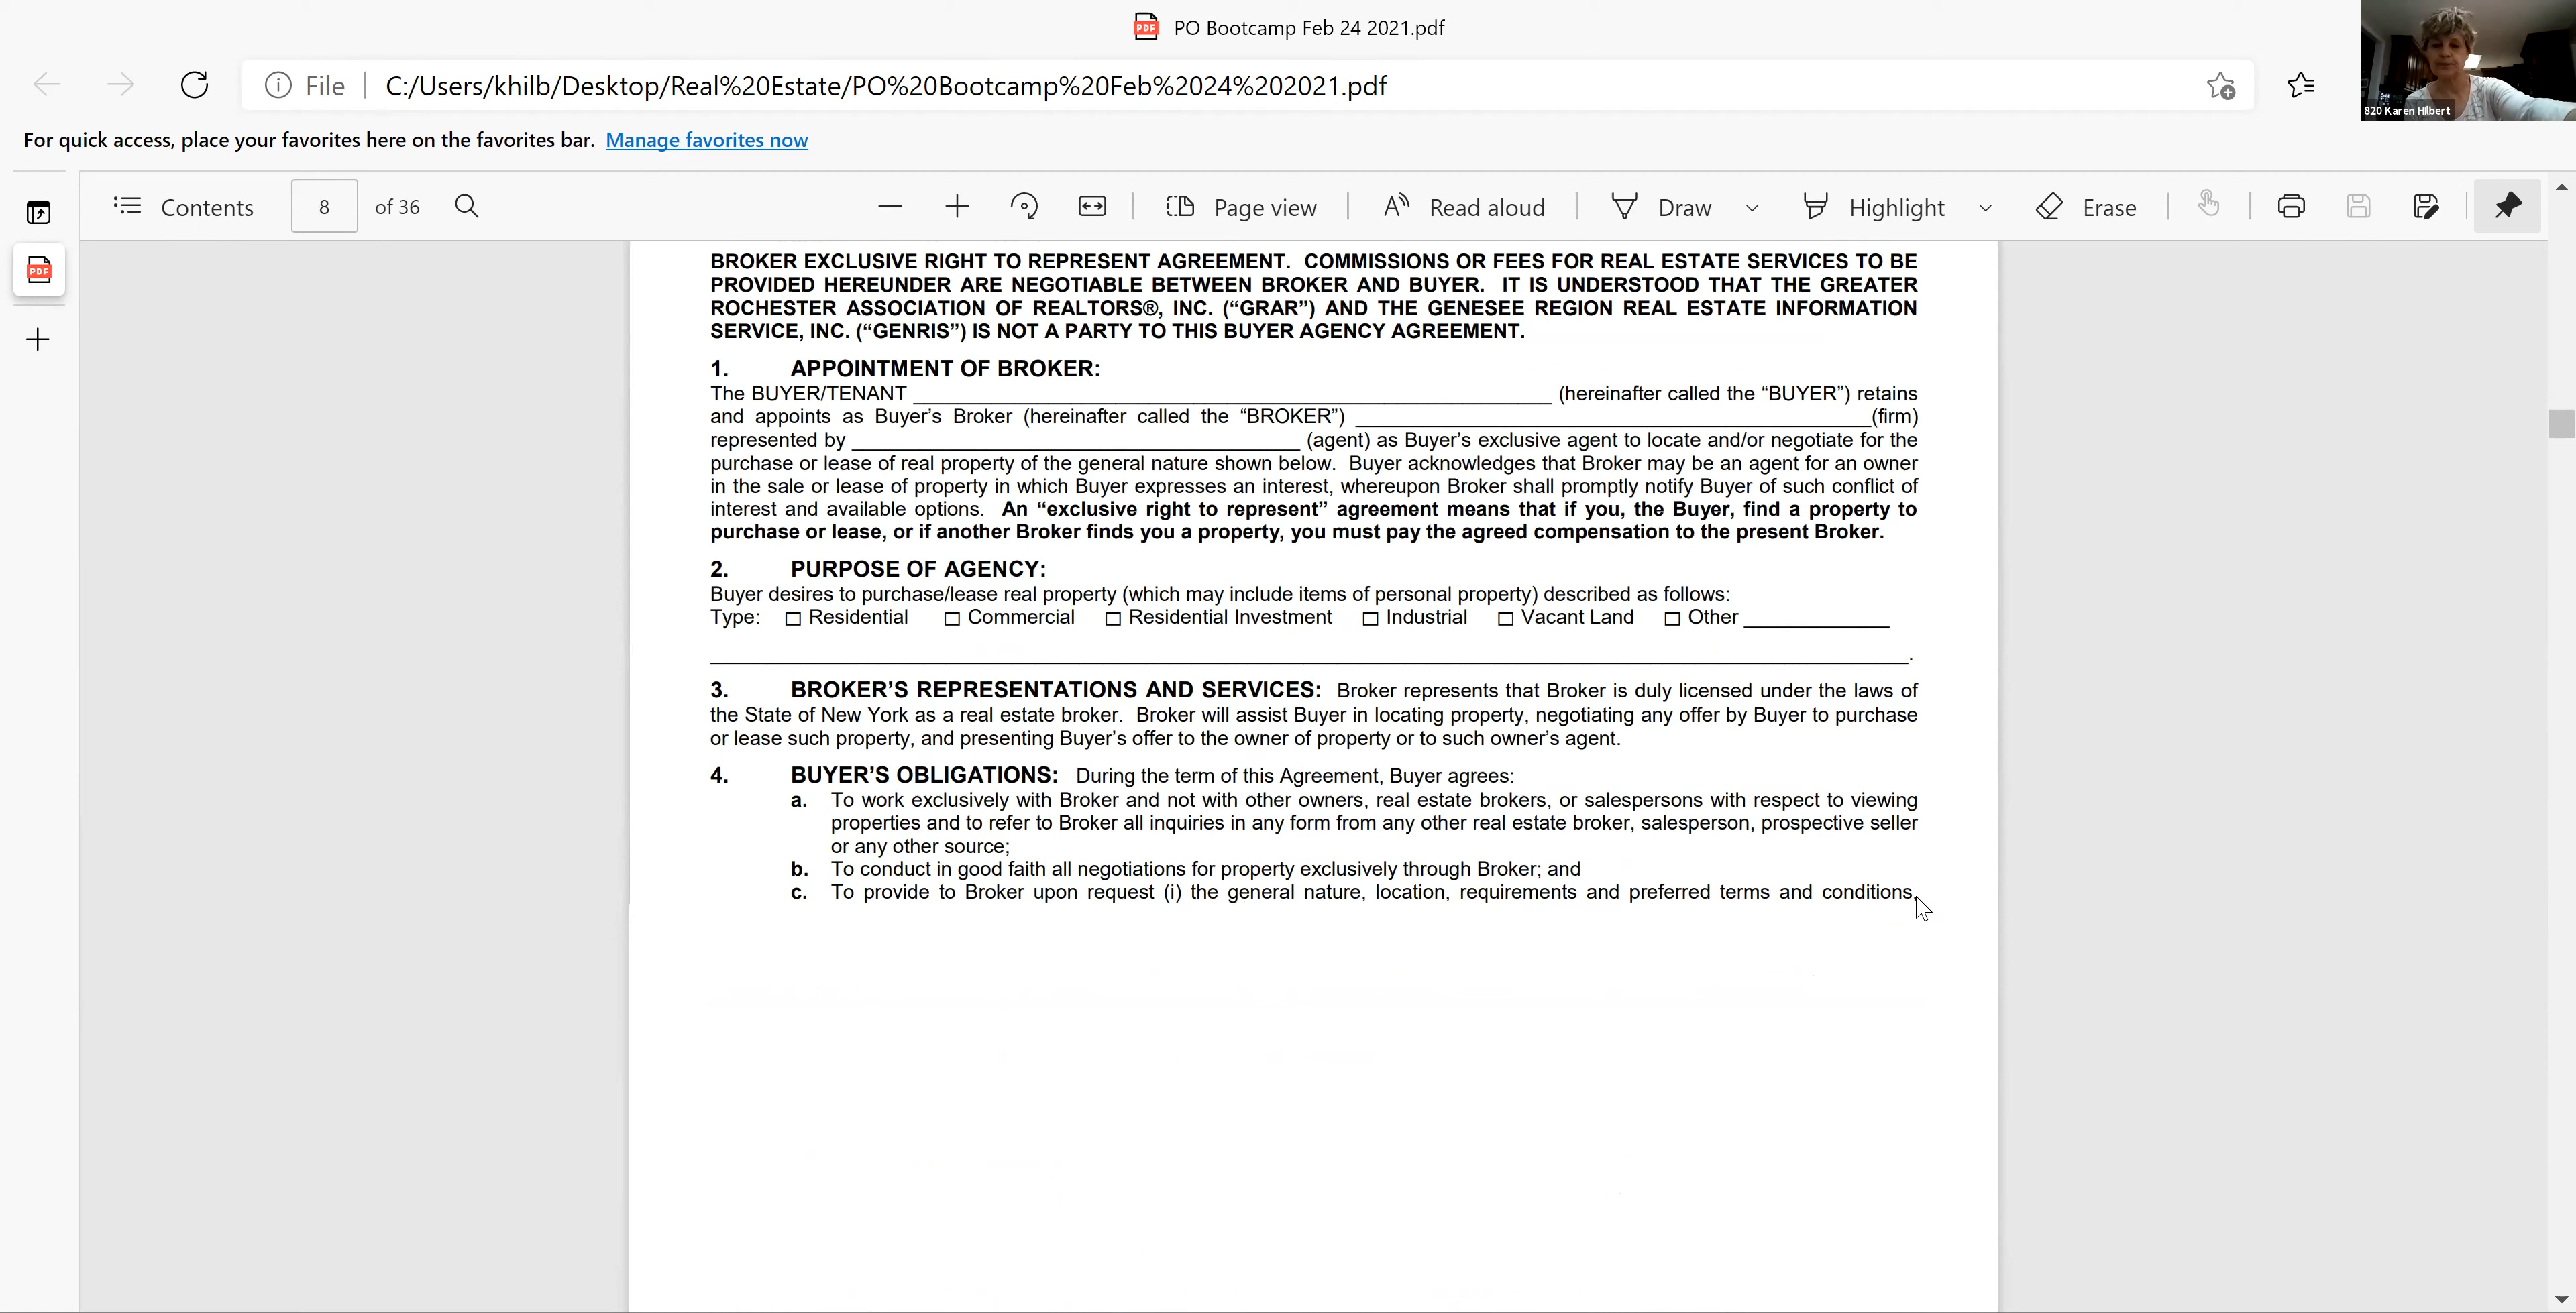 PO Bootcamp Feb 24 2021.pdf
File C:/Users/khilb/Desktop/Real%20Estate/PO%20Bootcamp%20Feb%2024%202021.pdf
820 Karen Hilbert
For quick access, place your favorites here on the favorites bar. Manage favorites now
Contents 8 of 36 Page view Read aloud Draw Highlight Erase
BROKER EXCLUSIVE RIGHT TO REPRESENT AGREEMENT. COMMISSIONS OR FEES FOR REAL ESTATE SERVICES TO BE
PROVIDED HEREUNDER ARE NEGOTIABLE BETWEEN BROKER AND BUYER. IT IS UNDERSTOOD THAT THE GREATER
ROCHESTER ASSOCIATION OF REALTORS®, INC. (“GRAR”) AND THE GENESEE REGION REAL ESTATE INFORMATION
SERVICE, INC. (“GENRIS”) IS NOT A PARTY TO THIS BUYER AGENCY AGREEMENT.
1. APPOINTMENT OF BROKER:
The BUYER/TENANT ____ (hereinafter called the “BUYER”) retains
and appoints as Buyer’s Broker (hereinafter called the “BROKER”) ____(firm)
represented by ____ (agent) as Buyer’s exclusive agent to locate and/or negotiate for the
purchase or lease of real property of the general nature shown below. Buyer acknowledges that Broker may be an agent for an owner
in the sale or lease of property in which Buyer expresses an interest, whereupon Broker shall promptly notify Buyer of such conflict of
interest and available options. An “exclusive right to represent” agreement means that if you, the Buyer, find a property to
purchase or lease, or if another Broker finds you a property, you must pay the agreed compensation to the present Broker.
2. PURPOSE OF AGENCY:
Buyer desires to purchase/lease real property (which may include items of personal property) described as follows:
Type: □ Residential □ Commercial □ Residential Investment □ Industrial □ Vacant Land □ Other ____
____.
3. BROKER’S REPRESENTATIONS AND SERVICES: Broker represents that Broker is duly licensed under the laws of
the State of New York as a real estate broker. Broker will assist Buyer in locating property, negotiating any offer by Buyer to purchase
or lease such property, and presenting Buyer’s offer to the owner of property or to such owner’s agent.
4. BUYER’S OBLIGATIONS: During the term of this Agreement, Buyer agrees:
a. To work exclusively with Broker and not with other owners, real estate brokers, or salespersons with respect to viewing
properties and to refer to Broker all inquiries in any form from any other real estate broker, salesperson, prospective seller
or any other source;
b. To conduct in good faith all negotiations for property exclusively through Broker; and
c. To provide to Broker upon request (i) the general nature, location, requirements and preferred terms and conditions,